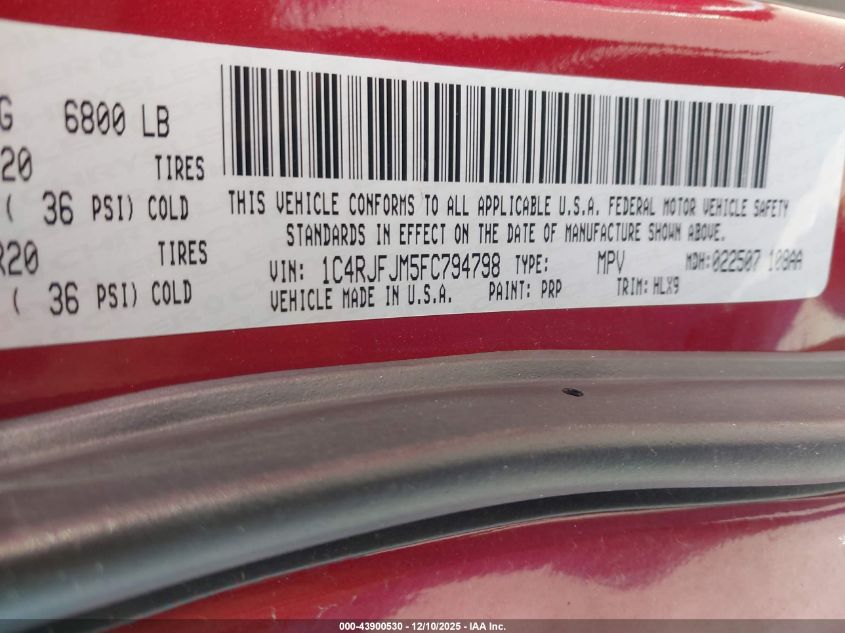 G 6800 LB
20 TIRES
( 36 PSI) COLD
R20 TIRES
( 36 PSI) COLD
THIS VEHICLE CONFORMS TO ALL APPLICABLE U.S.A. FEDERAL MOTOR VEHICLE SAFETY
STANDARDS IN EFFECT ON THE DATE OF MANUFACTURE SHOWN ABOVE.
VIN: 1C4RJFJM5FC794798 TYPE: MPV MDH:022507 108AA
VEHICLE MADE IN U.S.A. PAINT: PRP TRIM: HLX9
000-43900530 - 12/10/2025 - IAA Inc.